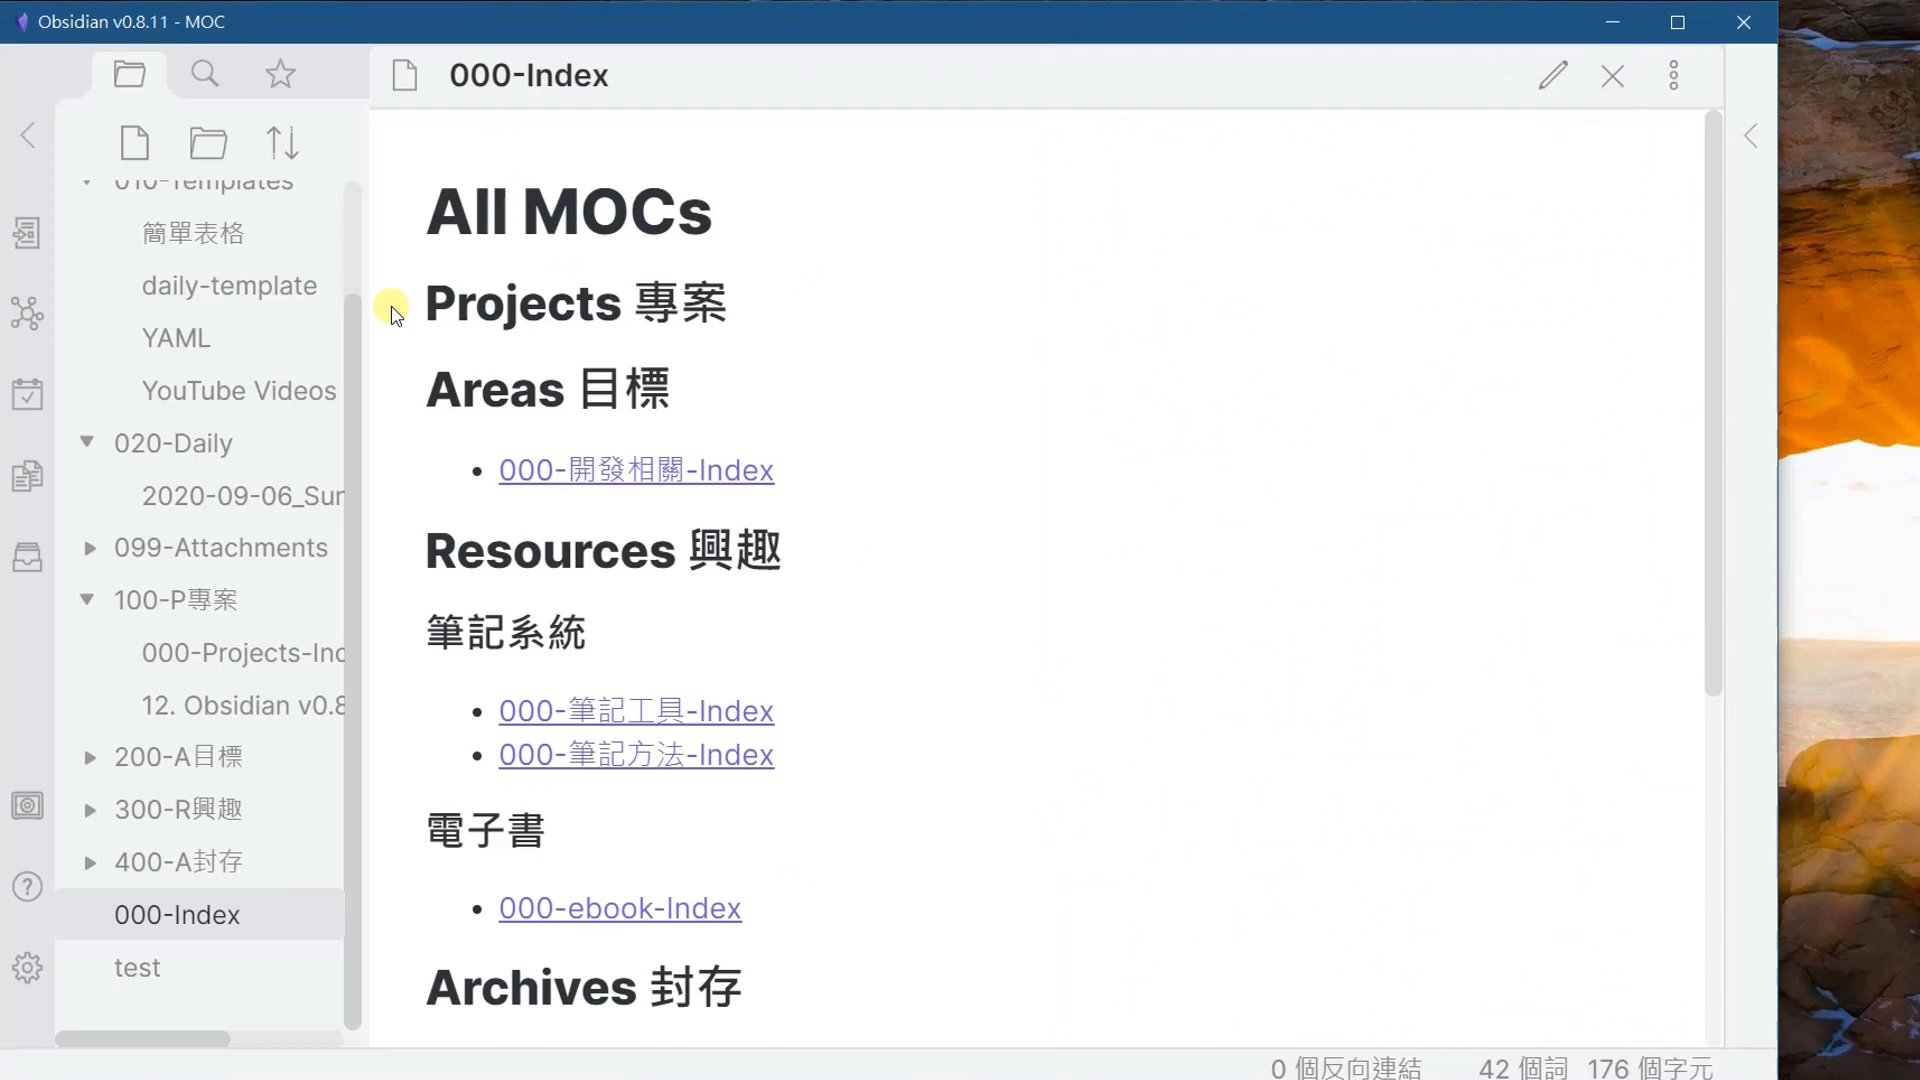 Obsidian v0.8.11 - MOC
000-Index
010-Templates
簡單表格
daily-template
YAML
YouTube Videos
020-Daily
2020-09-06_Sun
099-Attachments
100-P專案
000-Projects-Ind
12. Obsidian v0.8
200-A目標
300-R興趣
400-A封存
000-Index
test
All MOCs
Projects 專案
Areas 目標
000-開發相關-Index
Resources 興趣
筆記系統
000-筆記工具-Index
000-筆記方法-Index
電子書
000-ebook-Index
Archives 封存
0 個反向連結 42 個詞 176 個字元